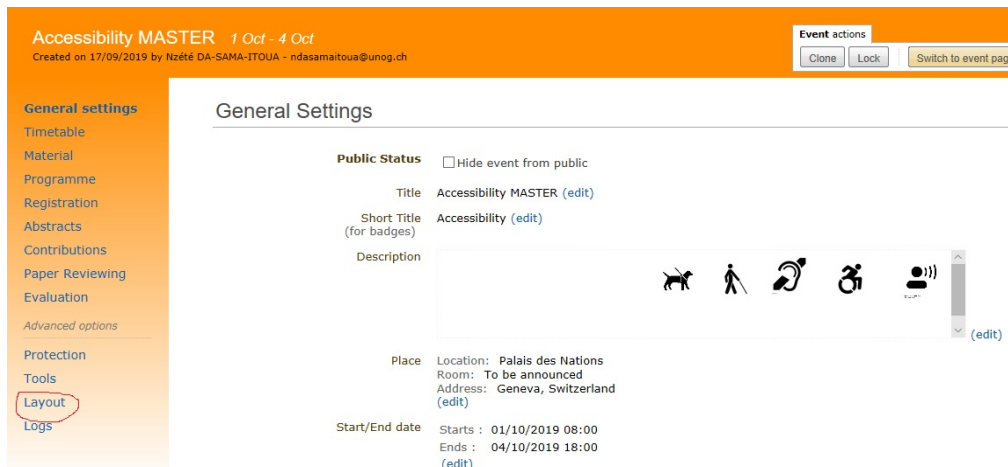 Accessibility MASTER 1 Oct - 4 Oct
Created on 17/09/2019 by Nzété DA-SAMA-ITOUA - ndasamaitoua@unog.ch
Event actions
Clone Lock Switch to event pag
General settings
Timetable
Material
Programme
Registration
Abstracts
Contributions
Paper Reviewing
Evaluation
Advanced options
Protection
Tools
Layout
Logs
General Settings
Public Status Hide event from public
Title Accessibility MASTER (edit)
Short Title Accessibility (edit)
(for badges)
Description
(edit)
Place Location: Palais des Nations
Room: To be announced
Address: Geneva, Switzerland
(edit)
Start/End date Starts : 01/10/2019 08:00
Ends : 04/10/2019 18:00
(edit)